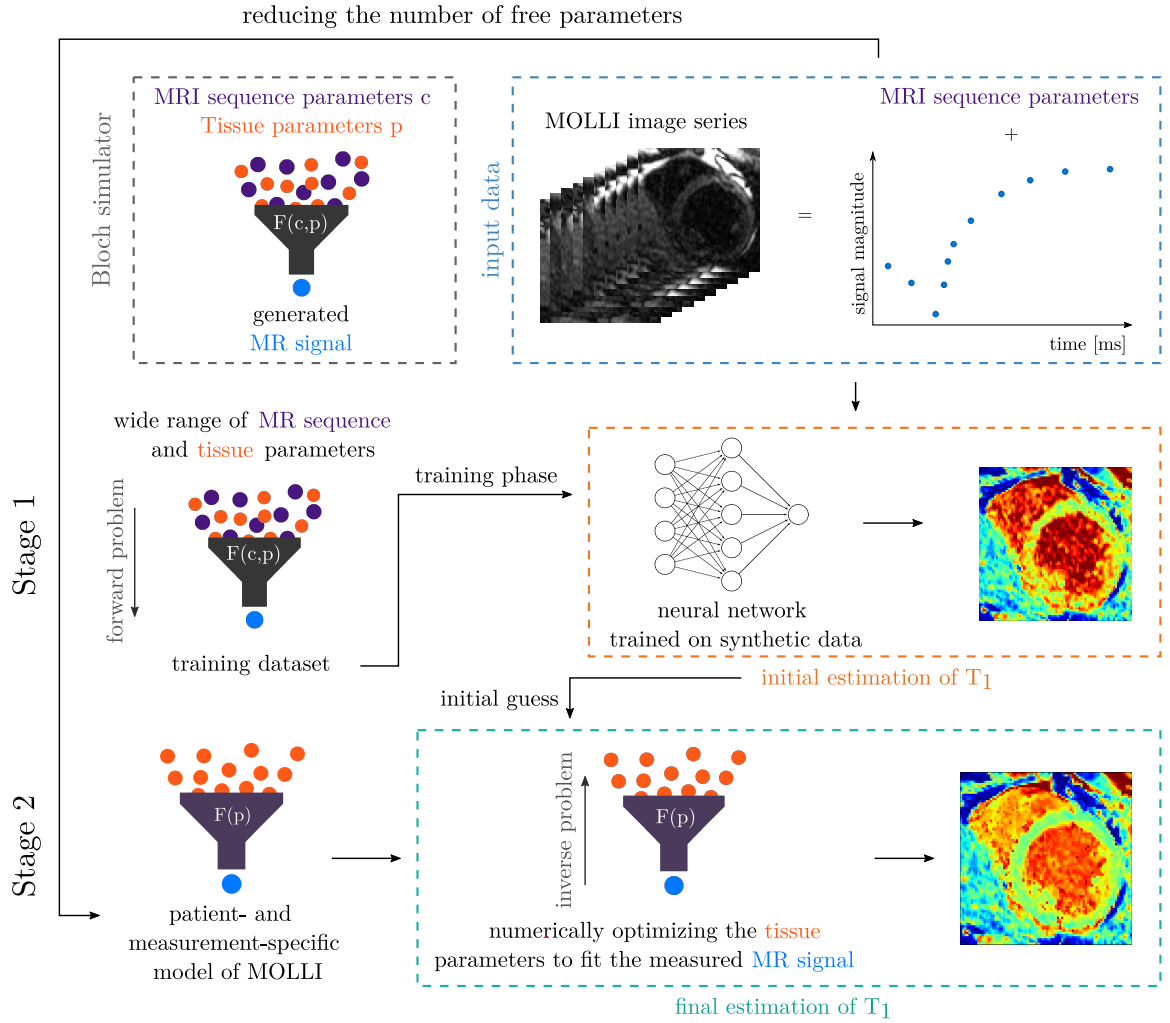 reducing the number of free parameters
Bloch simulator
MRI sequence parameters c
Tissue parameters p
F(c,p)
generated
MR signal
input data
MOLLI image series
=
MRI sequence parameters
+
signal magnitude
time [ms]
Stage 1
wide range of MR sequence
and tissue parameters
forward problem
F(c,p)
training dataset
training phase
neural network
trained on synthetic data
initial estimation of T1
initial guess
Stage 2
F(p)
patient- and
measurement-specific
model of MOLLI
inverse problem
F(p)
numerically optimizing the tissue
parameters to fit the measured MR signal
final estimation of T1